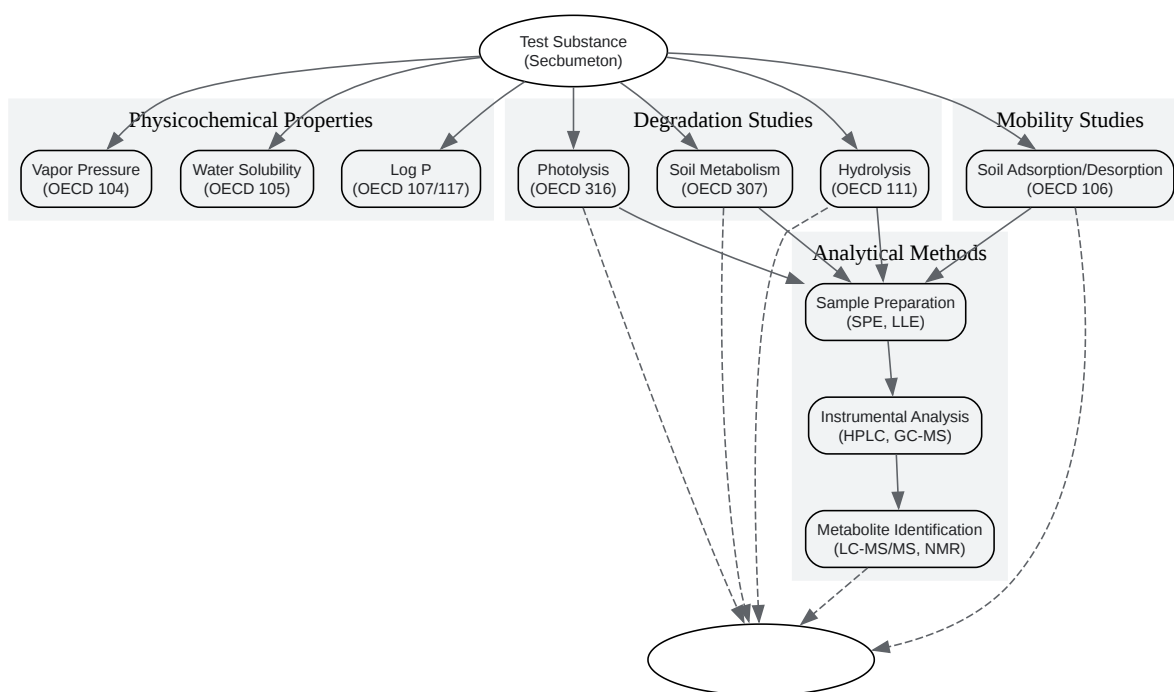 Test Substance
(Secbumeton)
Physicochemical Properties
Degradation Studies
Mobility Studies
Vapor Pressure
(OECD 104)
Water Solubility
(OECD 105)
Log P
(OECD 107/117)
Photolysis
(OECD 316)
Soil Metabolism
(OECD 307)
Hydrolysis
(OECD 111)
Soil Adsorption/Desorption
(OECD 106)
Analytical Methods
Sample Preparation
(SPE, LLE)
Instrumental Analysis
(HPLC, GC-MS)
Metabolite Identification
(LC-MS/MS, NMR)